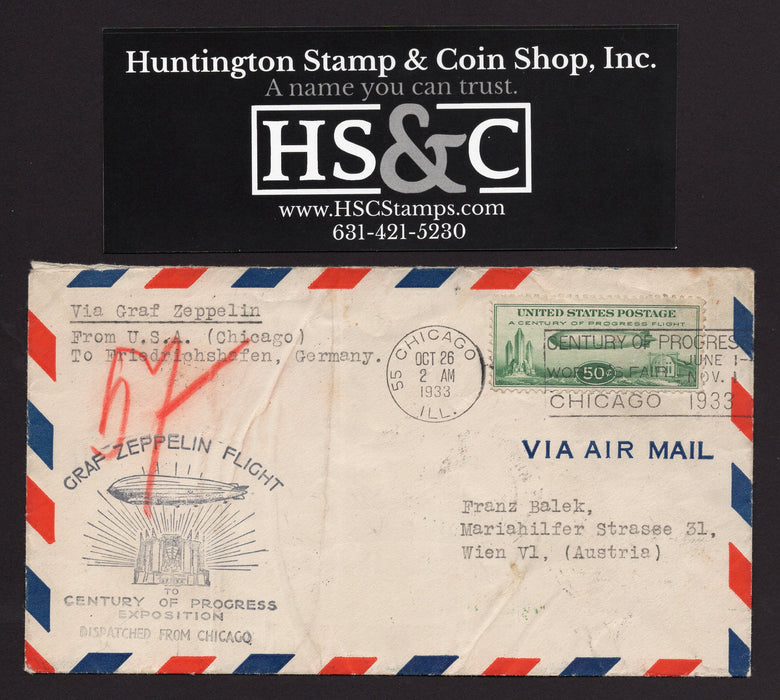 Huntington Stamp & Coin Shop, Inc.
A name you can trust.
HS&C
www.HSCStamps.com
631-421-5230
Via Graf Zeppelin
From U.S.A. (Chicago)
To Friedrichshafen, Germany.
55 CHICAGO
OCT 26
2 AM
1933
ILL.
UNITED STATES POSTAGE
A CENTURY OF PROGRESS FLIGHT
50¢
CENTURY OF PROGRES
JUNE 1-
WORLD'S FAIR NOV. 1
CHICAGO 1933
VIA AIR MAIL
Franz Balek,
Mariahilfer Strasee 31,
Wien V1, (Austria)
GRAF ZEPPELIN FLIGHT
TO
CENTURY OF PROGRESS
EXPOSITION
DISPATCHED FROM CHICAGO